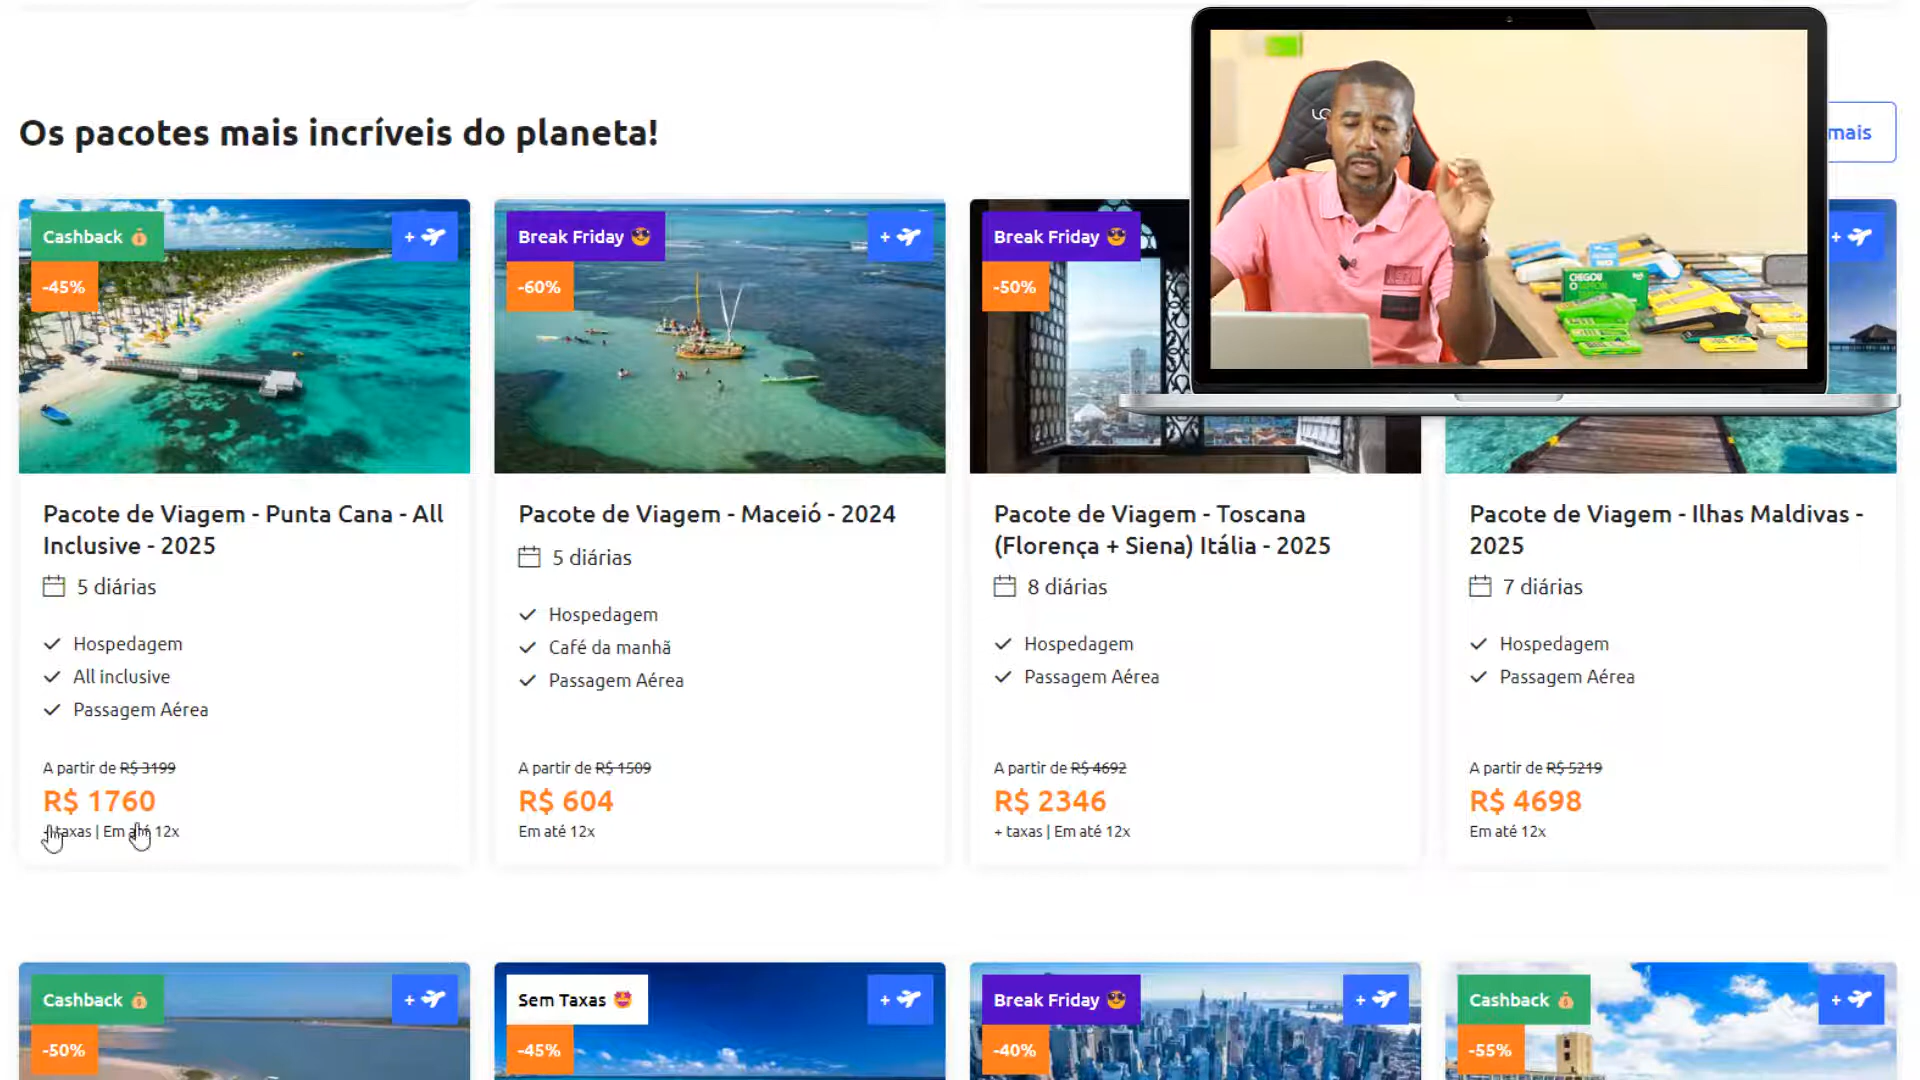 Os pacotes mais incríveis do planeta!
mais
Cashback
-45%
+
Pacote de Viagem - Punta Cana - All
Inclusive - 2025
5 diárias
Hospedagem
All inclusive
Passagem Aérea
A partir de R$ 3199
R$ 1760
taxas | Em até 12x
Break Friday
-60%
+
Pacote de Viagem - Maceió - 2024
5 diárias
Hospedagem
Café da manhã
Passagem Aérea
A partir de R$ 1509
R$ 604
Em até 12x
Break Friday
-50%
Pacote de Viagem - Toscana
(Florença + Siena) Itália - 2025
8 diárias
Hospedagem
Passagem Aérea
A partir de R$ 4692
R$ 2346
+ taxas | Em até 12x
CHEGOU
O
+
Pacote de Viagem - Ilhas Maldivas -
2025
7 diárias
Hospedagem
Passagem Aérea
A partir de R$ 5219
R$ 4698
Em até 12x
Cashback
-50%
+
Sem Taxas
-45%
+
Break Friday
-40%
+
Cashback
-55%
+